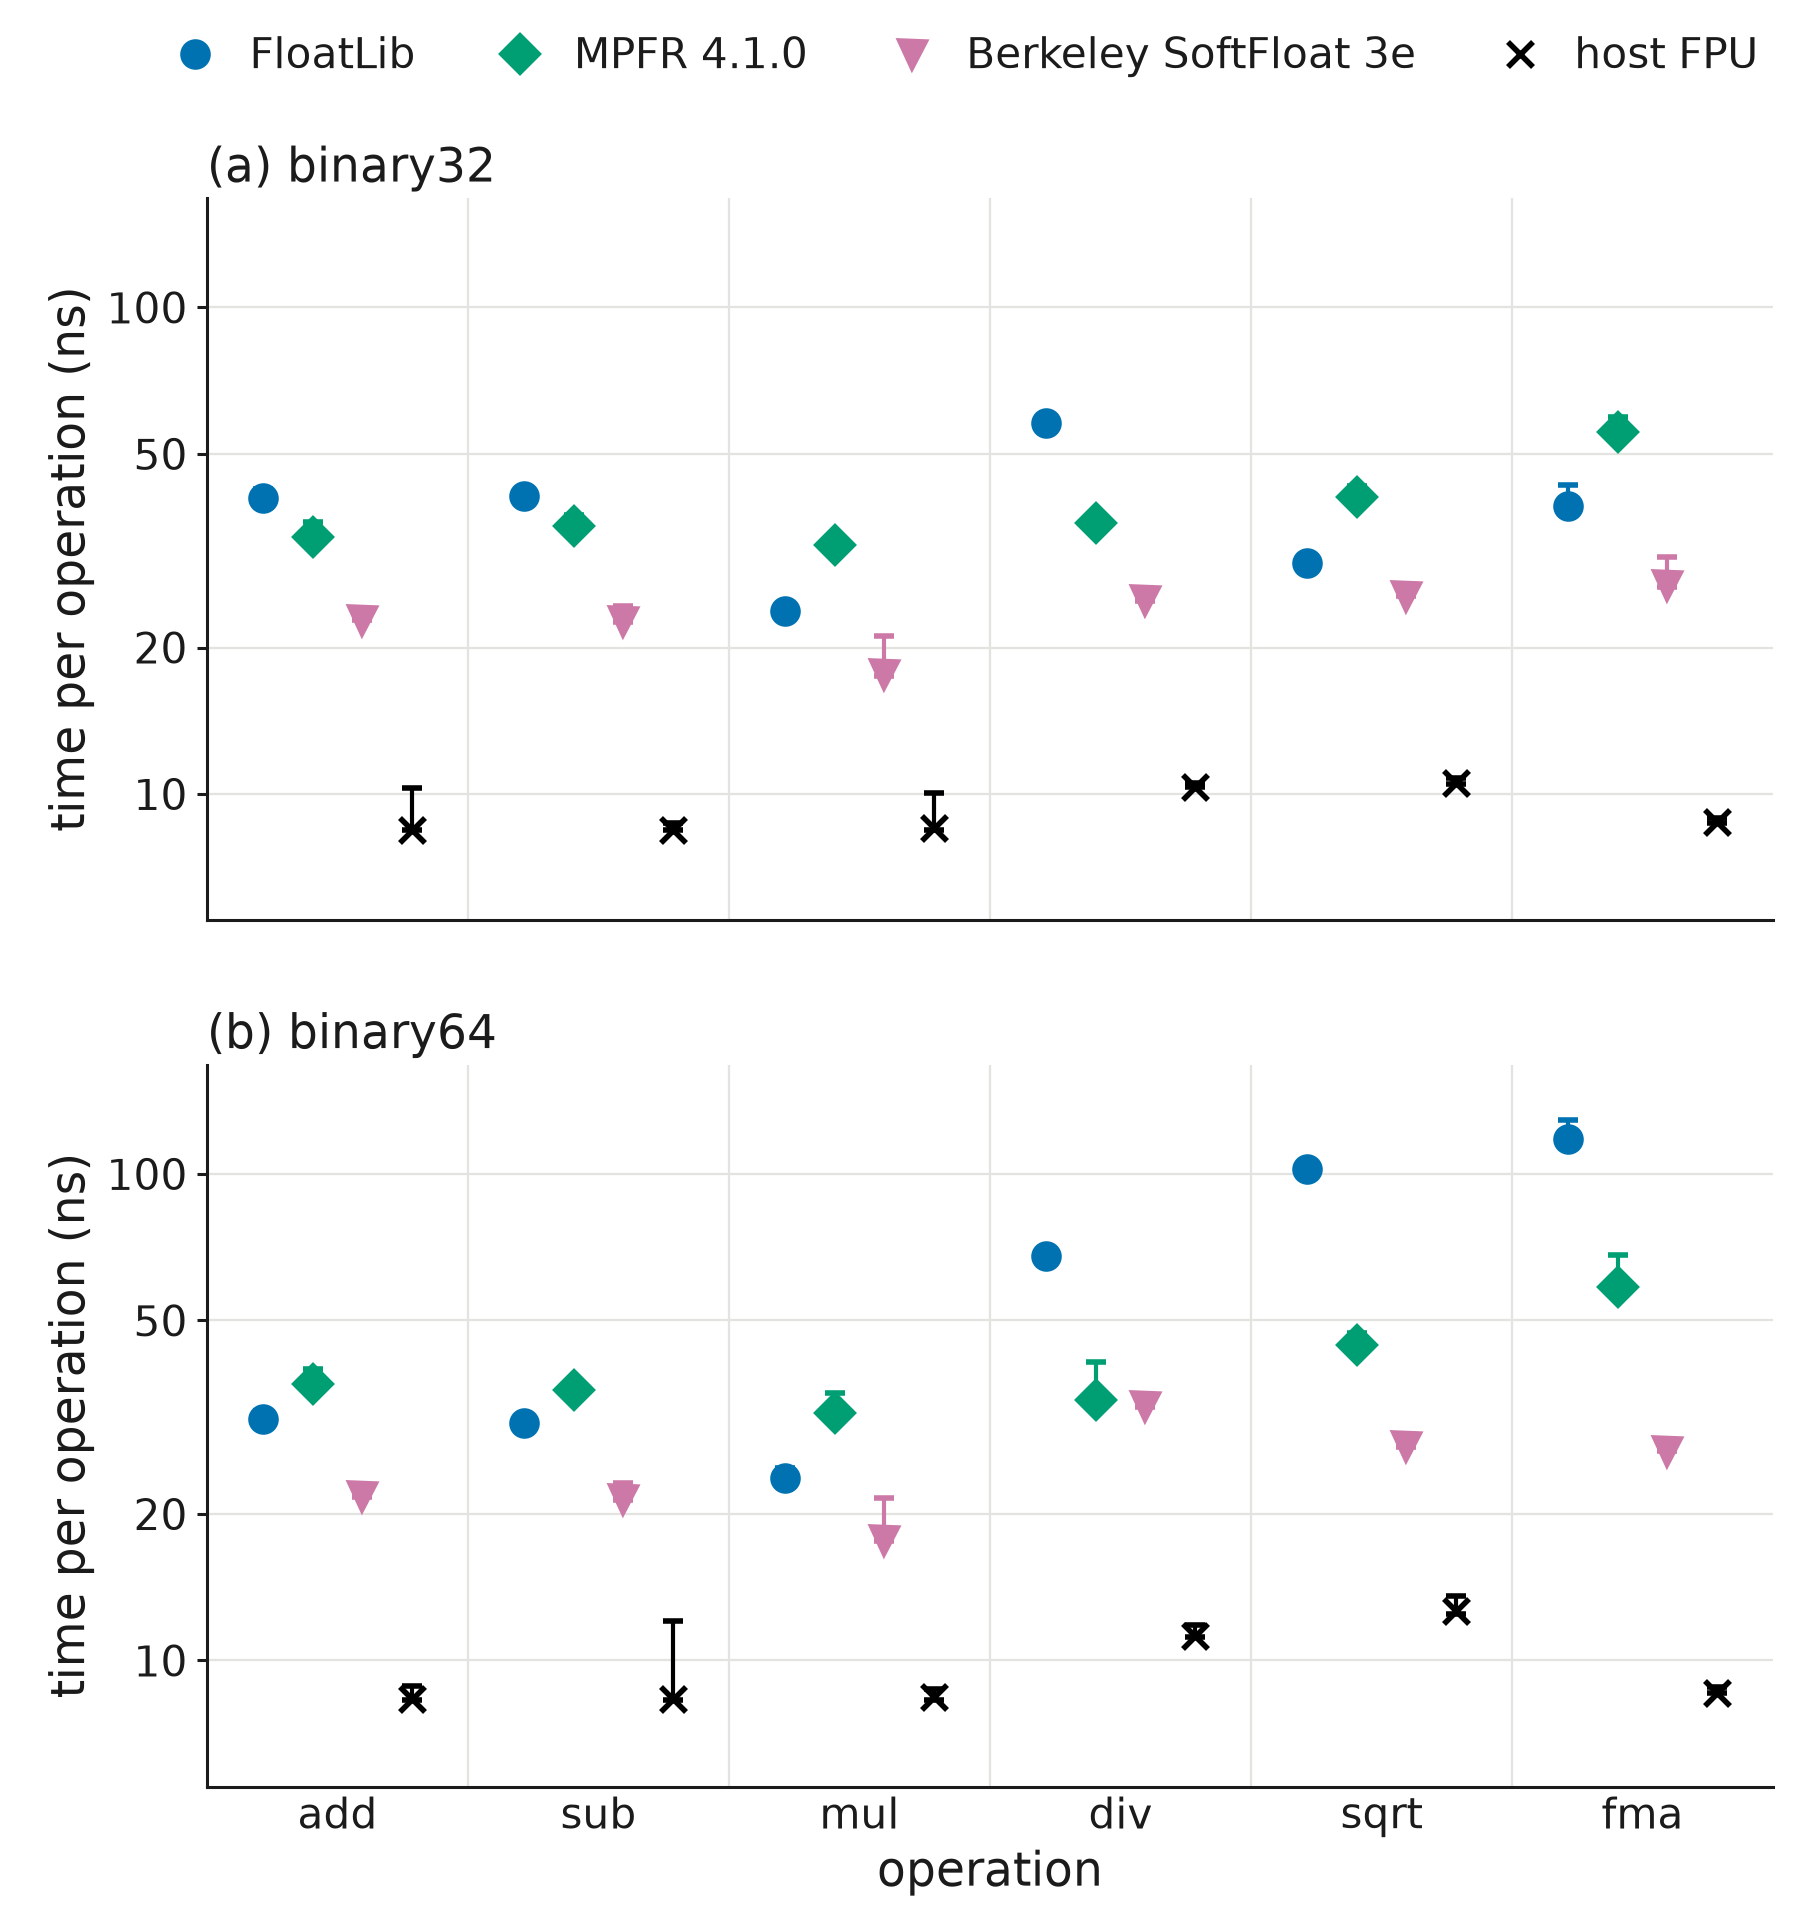 FloatLib MPFR 4.1.0 Berkeley SoftFloat 3e host FPU
(a) binary32
time per operation (ns)
100
50
20
10
(b) binary64
time per operation (ns)
100
50
20
10
add sub mul div sqrt fma
operation